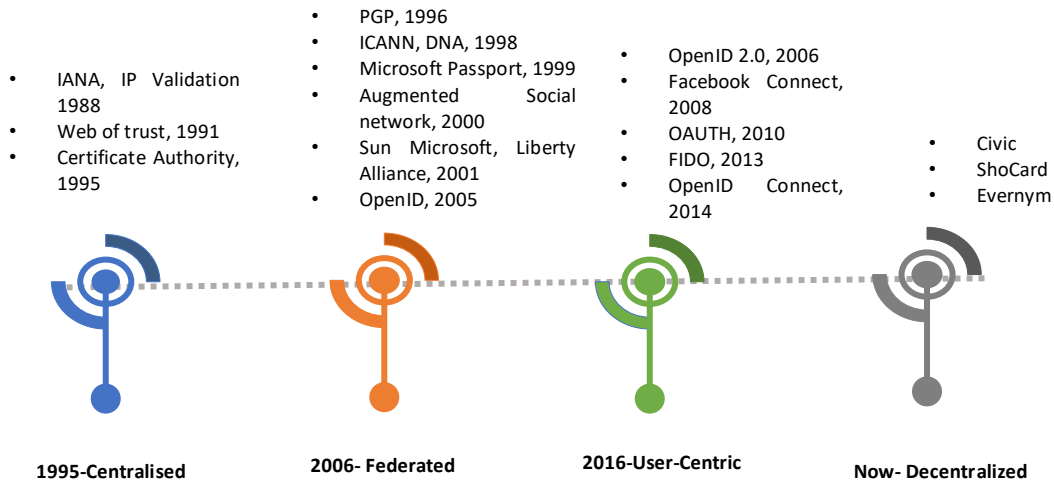 • IANA, IP Validation
1988
• Web of trust, 1991
• Certificate Authority,
1995
• PGP, 1996
• ICANN, DNA, 1998
• Microsoft Passport, 1999
• Augmented Social
network, 2000
• Sun Microsoft, Liberty
Alliance, 2001
• OpenID, 2005
• OpenID 2.0, 2006
• Facebook Connect,
2008
• OAUTH, 2010
• FIDO, 2013
• OpenID Connect,
2014
• Civic
• ShoCard
• Evernym
1995-Centralised
2006- Federated
2016-User-Centric
Now- Decentralized